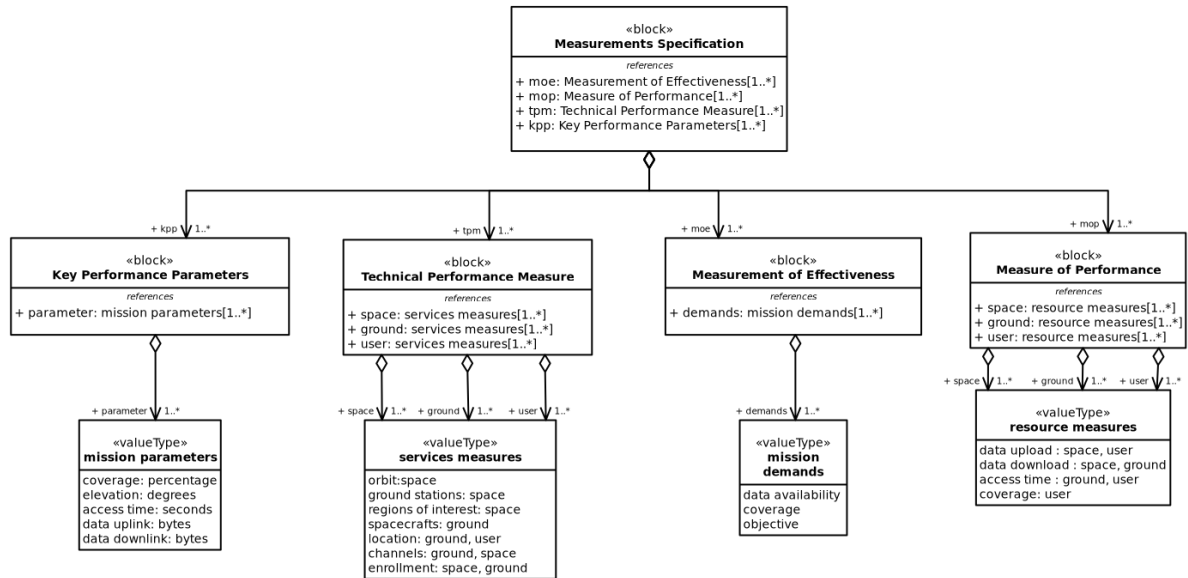 «block»
Measurements Specification
references
+ moe: Measurement of Effectiveness[1..*]
+ mop: Measure of Performance[1..*]
+ tpm: Technical Performance Measure[1..*]
+ kpp: Key Performance Parameters[1..*]
+ kpp 1..*
«block»
Key Performance Parameters
references
+ parameter: mission parameters[1..*]
+ parameter 1..*
«valueType»
mission parameters
coverage: percentage
elevation: degrees
access time: seconds
data uplink: bytes
data downlink: bytes
+ tpm 1..*
«block»
Technical Performance Measure
references
+ space: services measures[1..*]
+ ground: services measures[1..*]
+ user: services measures[1..*]
+ space 1..* + ground 1..* + user 1..*
«valueType»
services measures
orbit:space
ground stations: space
regions of interest: space
spacecrafts: ground
location: ground, user
channels: ground, space
enrollment: space, ground
+ moe 1..*
«block»
Measurement of Effectiveness
references
+ demands: mission demands[1..*]
+ demands 1..*
«valueType»
mission
demands
data availability
coverage
objective
+ mop 1..*
«block»
Measure of Performance
references
+ space: resource measures[1..*]
+ ground: resource measures[1..*]
+ user: resource measures[1..*]
+ space 1..* + ground 1..* + user 1..*
«valueType»
resource measures
data upload : space, user
data download : space, ground
access time : ground, user
coverage: user